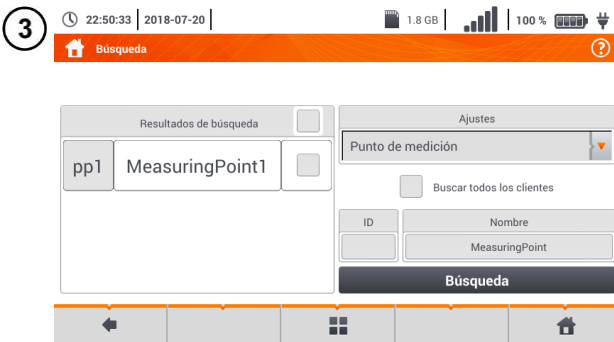 3
22:50:33 2018-07-20 1.8 GB 100 %
Búsqueda ?
Resultados de búsqueda
pp1 MeasuringPoint1
Ajustes
Punto de medición
Buscar todos los clientes
ID Nombre
MeasuringPoint
Búsqueda